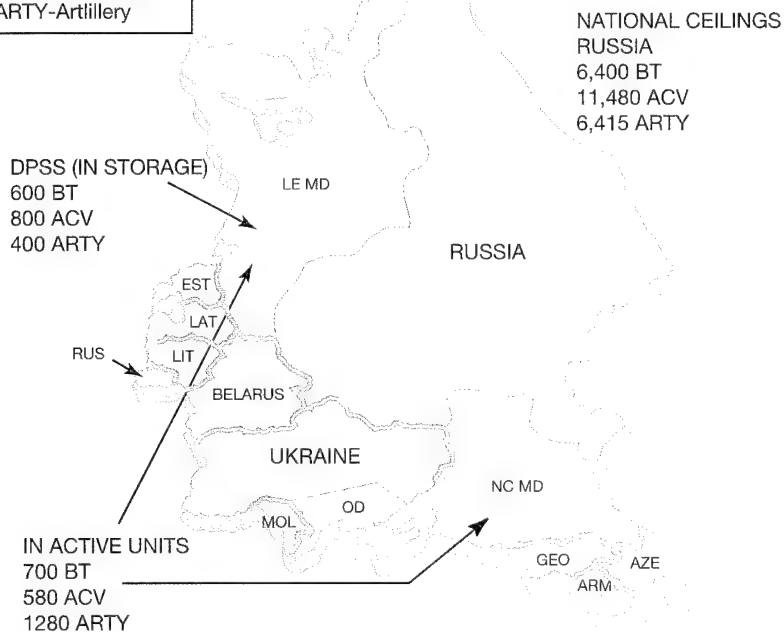 ARTY-Artlillery
NATIONAL CEILINGS
RUSSIA
6,400 BT
11,480 ACV
6,415 ARTY
DPSS (IN STORAGE)
600 BT
800 ACV
400 ARTY
LE MD
RUSSIA
EST
LAT
RUS
LIT
BELARUS
UKRAINE
NC MD
OD
MOL
IN ACTIVE UNITS
700 BT
580 ACV
1280 ARTY
GEO
AZE
ARM